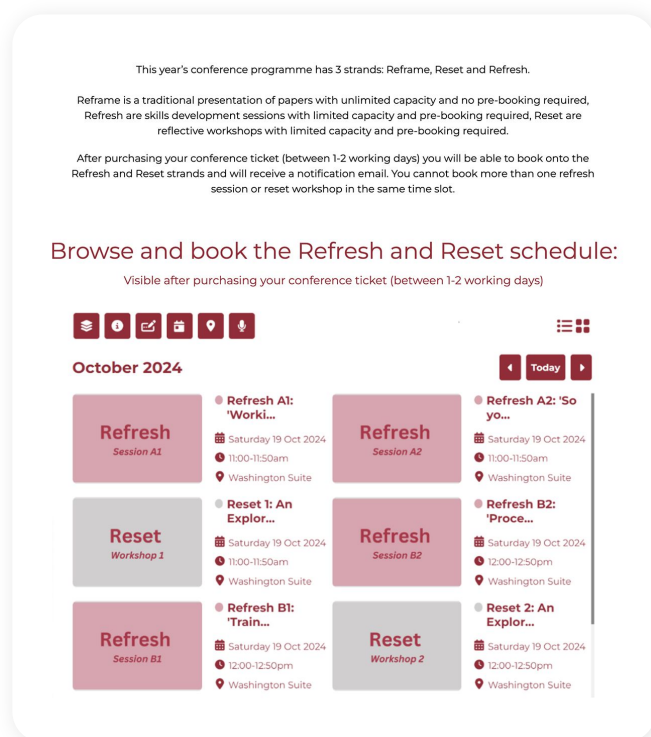 This year's conference programme has 3 strands: Reframe, Reset and Refresh.
Reframe is a traditional presentation of papers with unlimited capacity and no pre-booking required,
Refresh are skills development sessions with limited capacity and pre-booking required, Reset are
reflective workshops with limited capacity and pre-booking required.
After purchasing your conference ticket (between 1-2 working days) you will be able to book onto the
Refresh and Reset strands and will receive a notification email. You cannot book more than one refresh
session or reset workshop in the same time slot.
Browse and book the Refresh and Reset schedule:
Visible after purchasing your conference ticket (between 1-2 working days)
October 2024
Today
Refresh
Session A1
Refresh A1:
'Worki...
Saturday 19 Oct 2024
11:00-11:50am
Washington Suite
Refresh
Session A2
Refresh A2: 'So
yo...
Saturday 19 Oct 2024
11:00-11:50am
Washington Suite
Reset
Workshop 1
Reset 1: An
Explor...
Saturday 19 Oct 2024
11:00-11:50am
Washington Suite
Refresh
Session B2
Refresh B2:
'Proce...
Saturday 19 Oct 2024
12:00-12:50pm
Washington Suite
Refresh
Session B1
Refresh B1:
'Train...
Saturday 19 Oct 2024
12:00-12:50pm
Washington Suite
Reset
Workshop 2
Reset 2: An
Explor...
Saturday 19 Oct 2024
12:00-12:50pm
Washington Suite